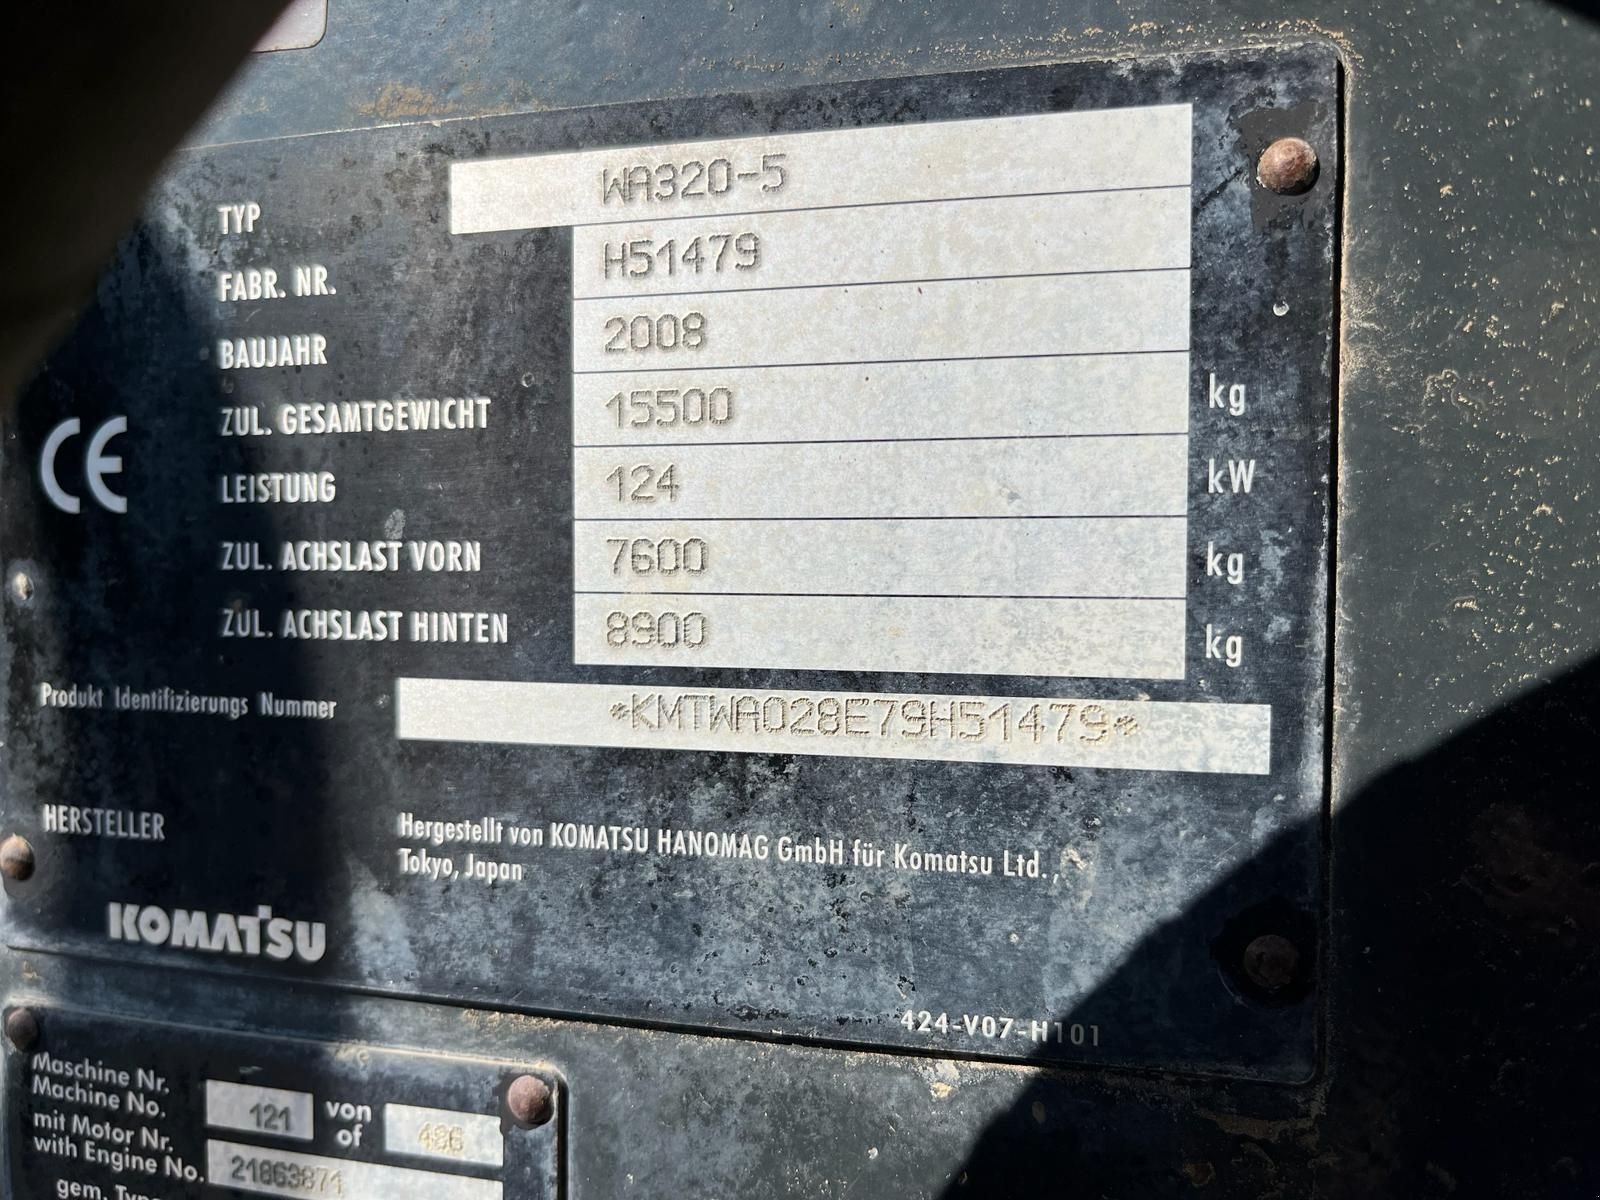 TYP WA320-5
FABR. NR. H51479
BAUJAHR 2008
ZUL. GESAMTGEWICHT 15500 kg
LEISTUNG 124 kW
ZUL. ACHSLAST VORN 7600 kg
ZUL. ACHSLAST HINTEN 8900 kg
CE
Produkt Identifizierungs Nummer *KMTWA028E79H51479*
HERSTELLER Hergestellt von KOMATSU HANOMAG GmbH für Komatsu Ltd.,
Tokyo, Japan
KOMATSU
424-V07-H101
Maschine Nr.
Machine No. 121 von
of 486
mit Motor Nr.
with Engine No. 21863871
gem.